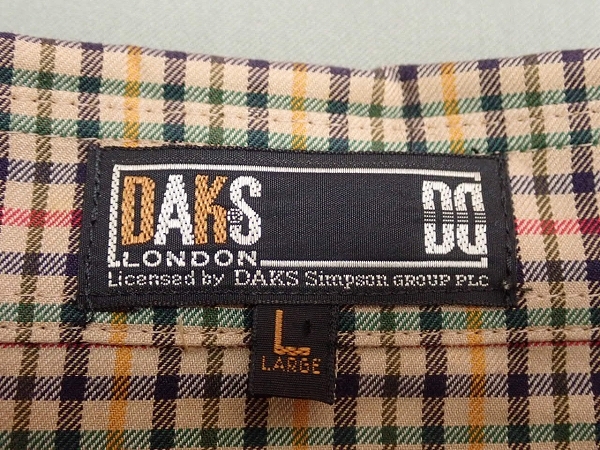 DAKS
DD
LONDON
Licensed by DAKS Simpson GROUP PLC
L
LARGE